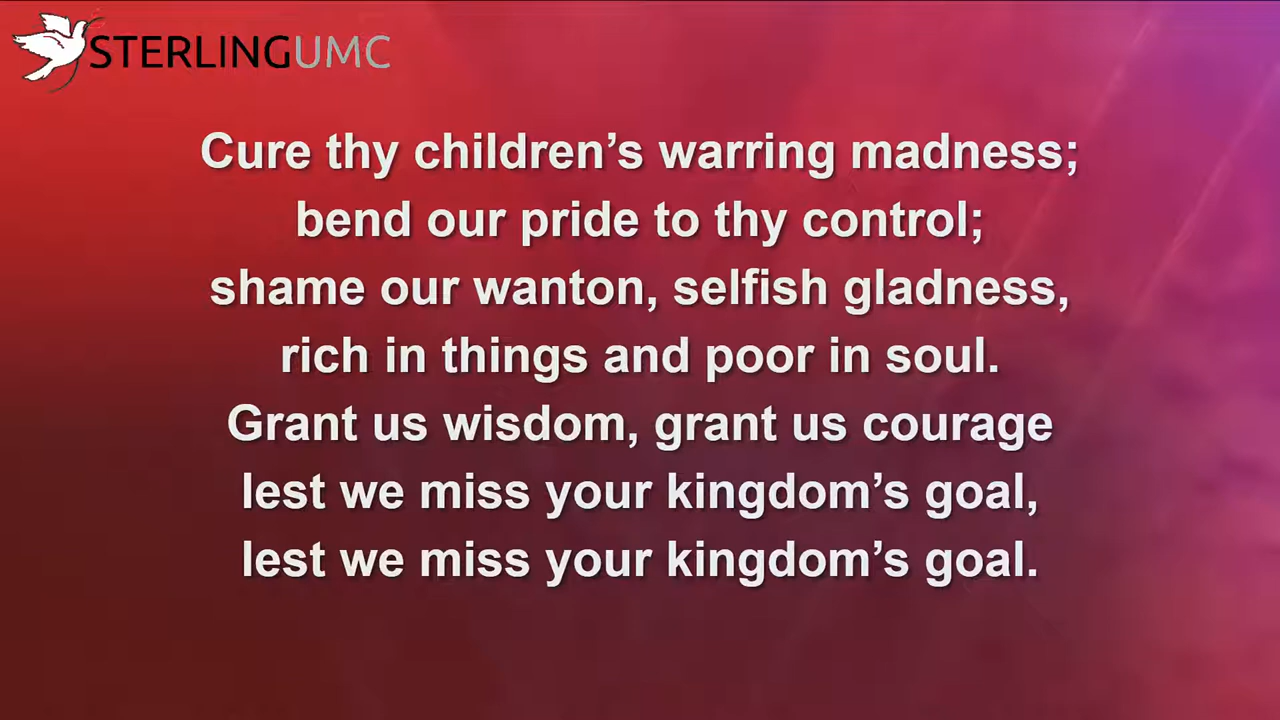 STERLINGUMC
Cure thy children’s warring madness;
bend our pride to thy control;
shame our wanton, selfish gladness,
rich in things and poor in soul.
Grant us wisdom, grant us courage
lest we miss your kingdom’s goal,
lest we miss your kingdom’s goal.